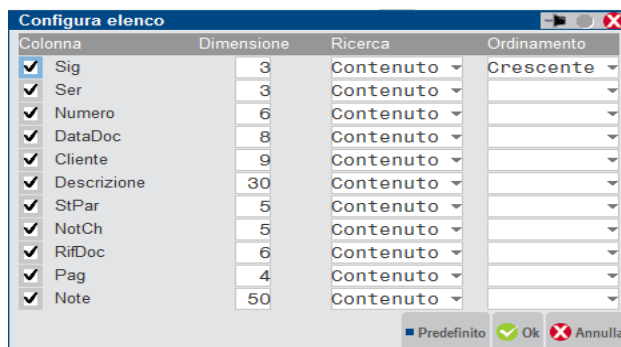 Configura elenco
Colonna Dimensione Ricerca Ordinamento
Sig 3 Contenuto Crescente
Ser 3 Contenuto
Numero 6 Contenuto
DataDoc 8 Contenuto
Cliente 9 Contenuto
Descrizione 30 Contenuto
StPar 5 Contenuto
NotCh 5 Contenuto
RifDoc 6 Contenuto
Pag 4 Contenuto
Note 50 Contenuto
Predefinito Ok Annulla